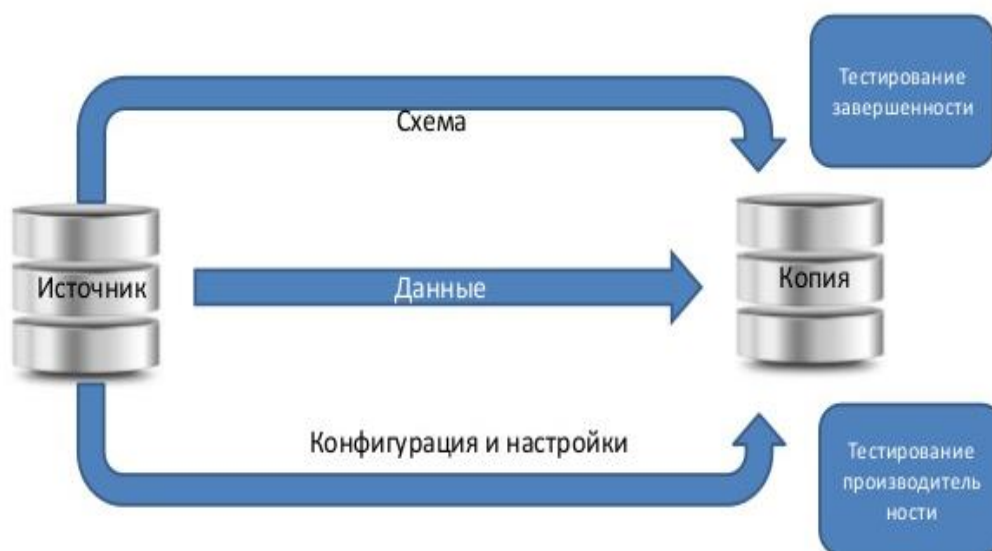 Тестирование
завершенности
Схема
Источник
Данные
Копия
Конфигурация и настройки
Тестирование
производитель
ности